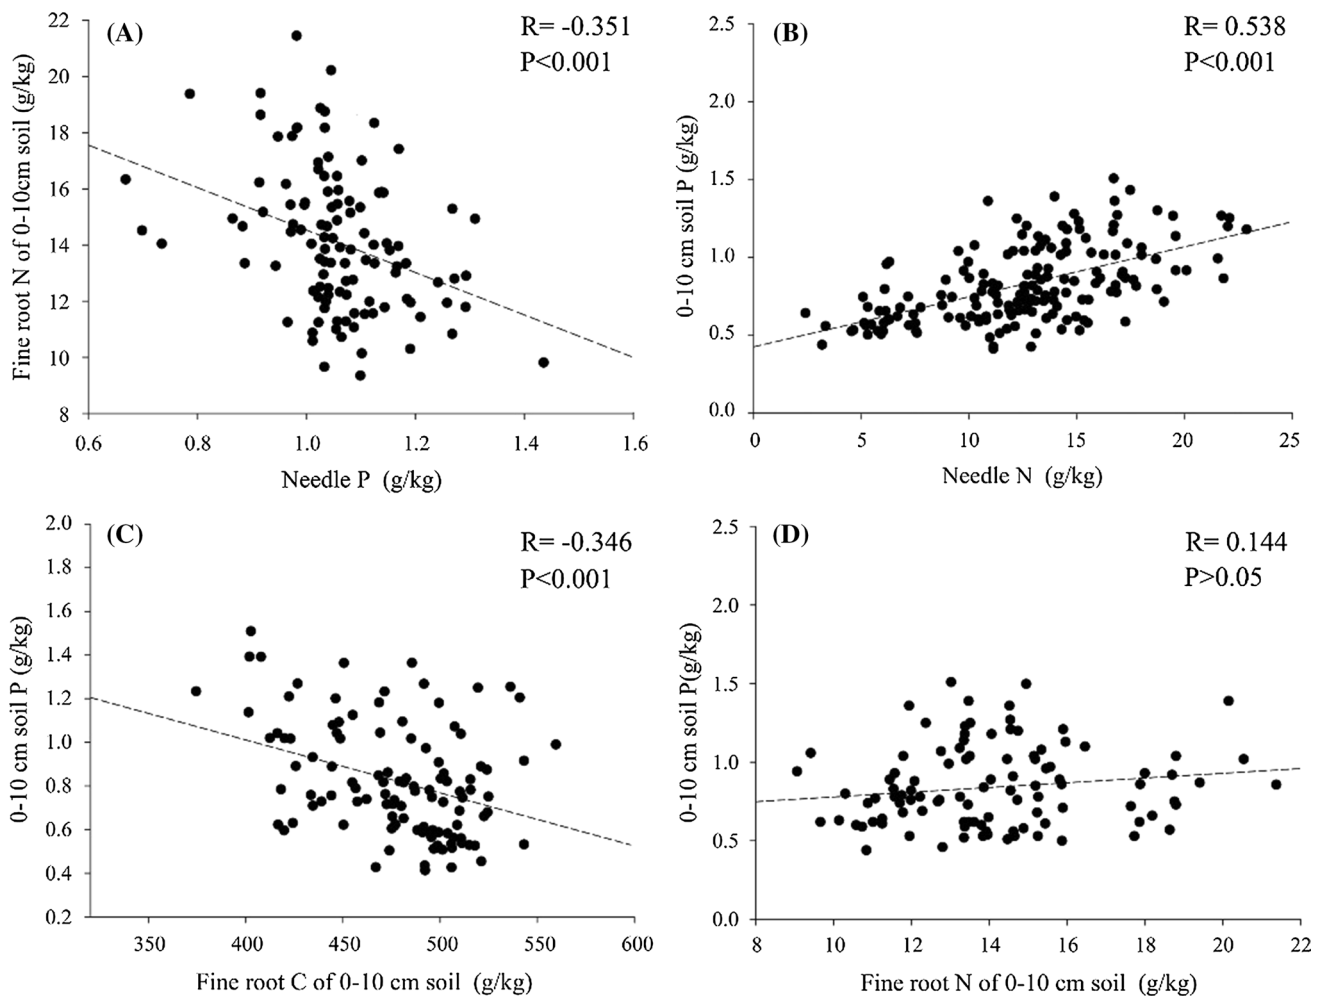 (A)
R= -0.351
P<0.001
Fine root N of 0-10cm soil (g/kg)
22
20
18
16
14
12
10
8
0.6 0.8 1.0 1.2 1.4 1.6
Needle P (g/kg)
(B)
R= 0.538
P<0.001
0-10 cm soil P (g/kg)
2.5
2.0
1.5
1.0
0.5
0.0
0 5 10 15 20 25
Needle N (g/kg)
(C)
R= -0.346
P<0.001
0-10 cm soil P (g/kg)
2.0
1.8
1.6
1.4
1.2
1.0
0.8
0.6
0.4
0.2
350 400 450 500 550 600
Fine root C of 0-10 cm soil (g/kg)
(D)
R= 0.144
P>0.05
0-10 cm soil P(g/kg)
2.5
2.0
1.5
1.0
0.5
0.0
8 10 12 14 16 18 20 22
Fine root N of 0-10 cm soil (g/kg)